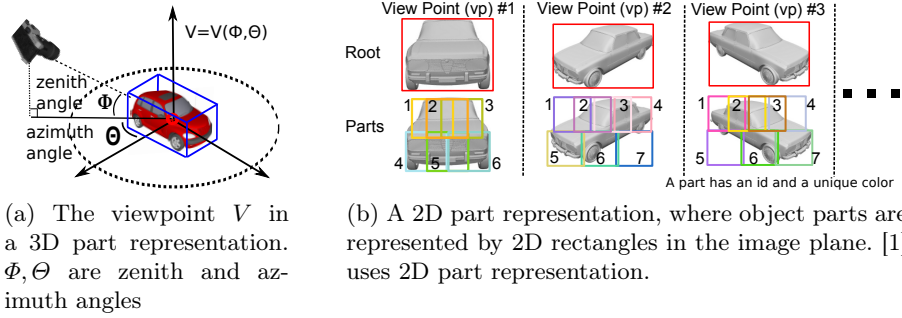 V=V(Φ,Θ)
zenith
angle
Φ
azimuth
angle
Θ
(a) The viewpoint V in
a 3D part representation.
Φ, Θ are zenith and az-
imuth angles
View Point (vp) #1
View Point (vp) #2
View Point (vp) #3
Root
Parts
1 2 3
4 5 6
1 2 3 4
5 6 7
1 2 3 4
5 6 7
A part has an id and a unique color
(b) A 2D part representation, where object parts are
represented by 2D rectangles in the image plane. [1]
uses 2D part representation.